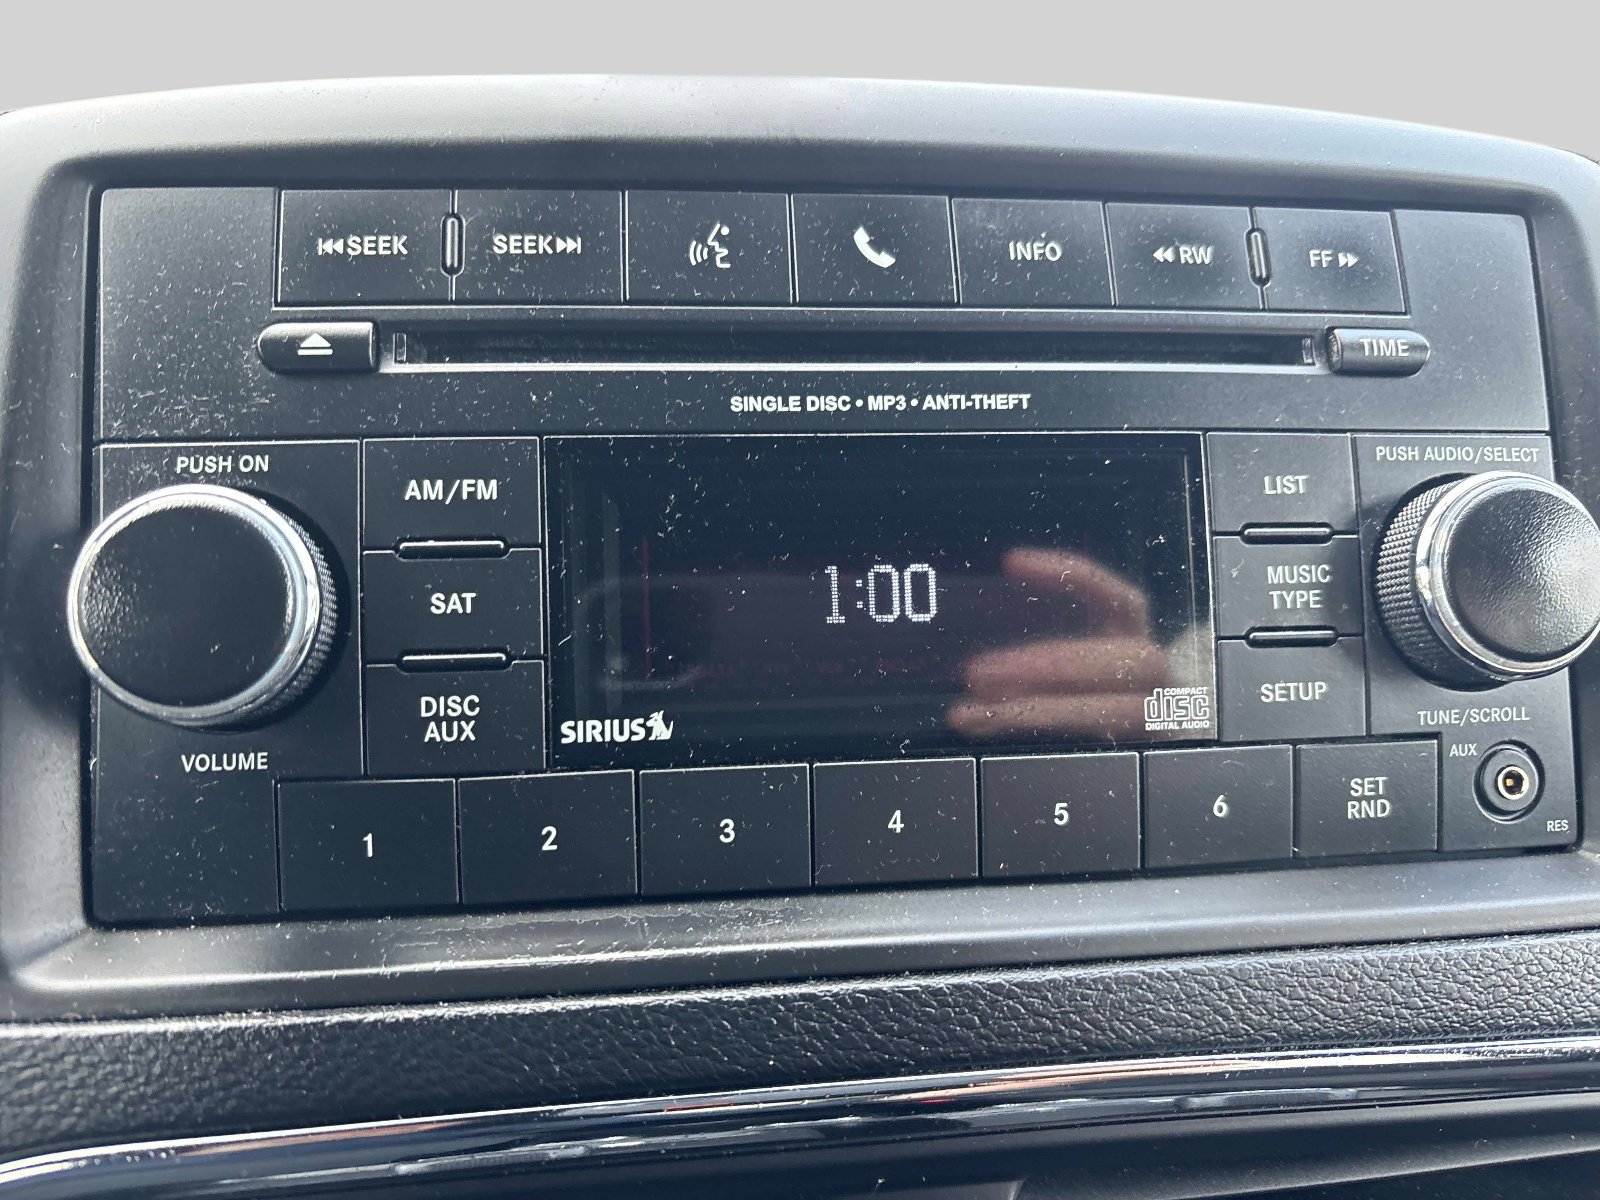 SEEK
SEEK
INFO
RW
FF
TIME
SINGLE DISC • MP3 • ANTI-THEFT
PUSH ON
AM/FM
SAT
DISC
AUX
VOLUME
1:00
SIRIUS
COMPACT
disc
DIGITAL AUDIO
LIST
MUSIC
TYPE
SETUP
PUSH AUDIO/SELECT
TUNE/SCROLL
AUX
RES
1
2
3
4
5
6
SET
RND